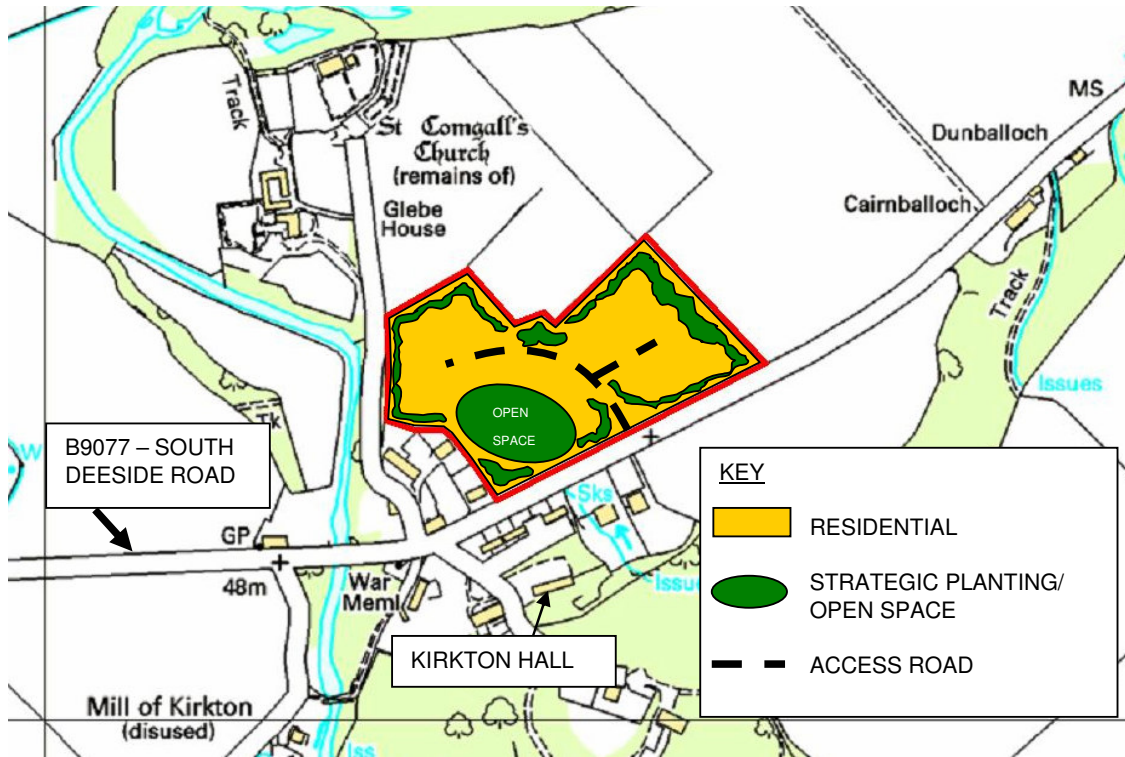 MS
Dunballoch
Track
St Comgall's
Church
(remains of)
Cairnballoch
Glebe
House
Track
Issues
OPEN
SPACE
Tk
W
B9077 – SOUTH
DEESIDE ROAD
KEY
RESIDENTIAL
STRATEGIC PLANTING/
OPEN SPACE
ACCESS ROAD
Sks
GP
48m
War
Meml
Issu
KIRKTON HALL
Mill of Kirkton
(disused)
Iss